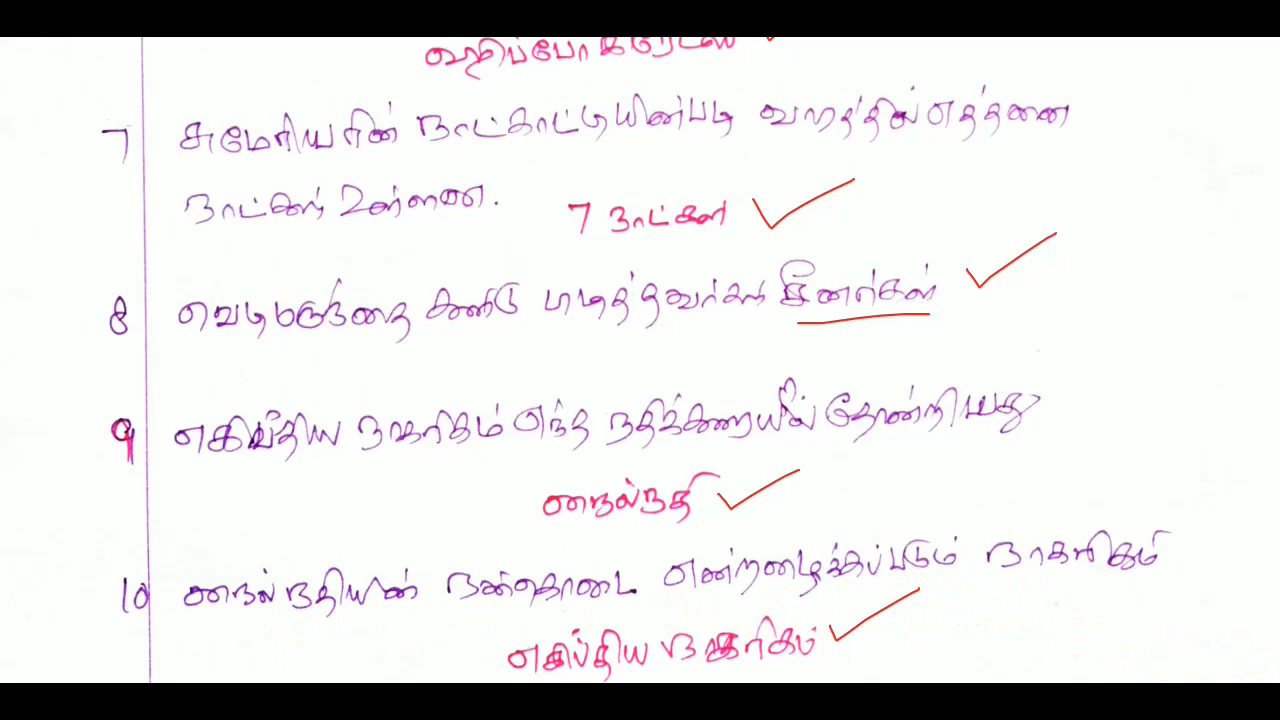 ஹிப்போகிரேடஸ்
7 சுமேரியரின் நாட்காட்டியின்படி வாரத்தில் எத்தனை
நாட்கள் உள்ளன.
7 நாட்கள்
8 வெடிமருந்தை கண்டு பிடித்தவர்கள் சீனர்கள்
9 எகிப்திய நாகரிகம் எந்த நதிக்கரையில் தோன்றியது
நைல்நதி
10 நைல் நதியின் நன்கொடை என்றழைக்கப்படும் நாகரிகம்
எகிப்திய நாகரிகம்